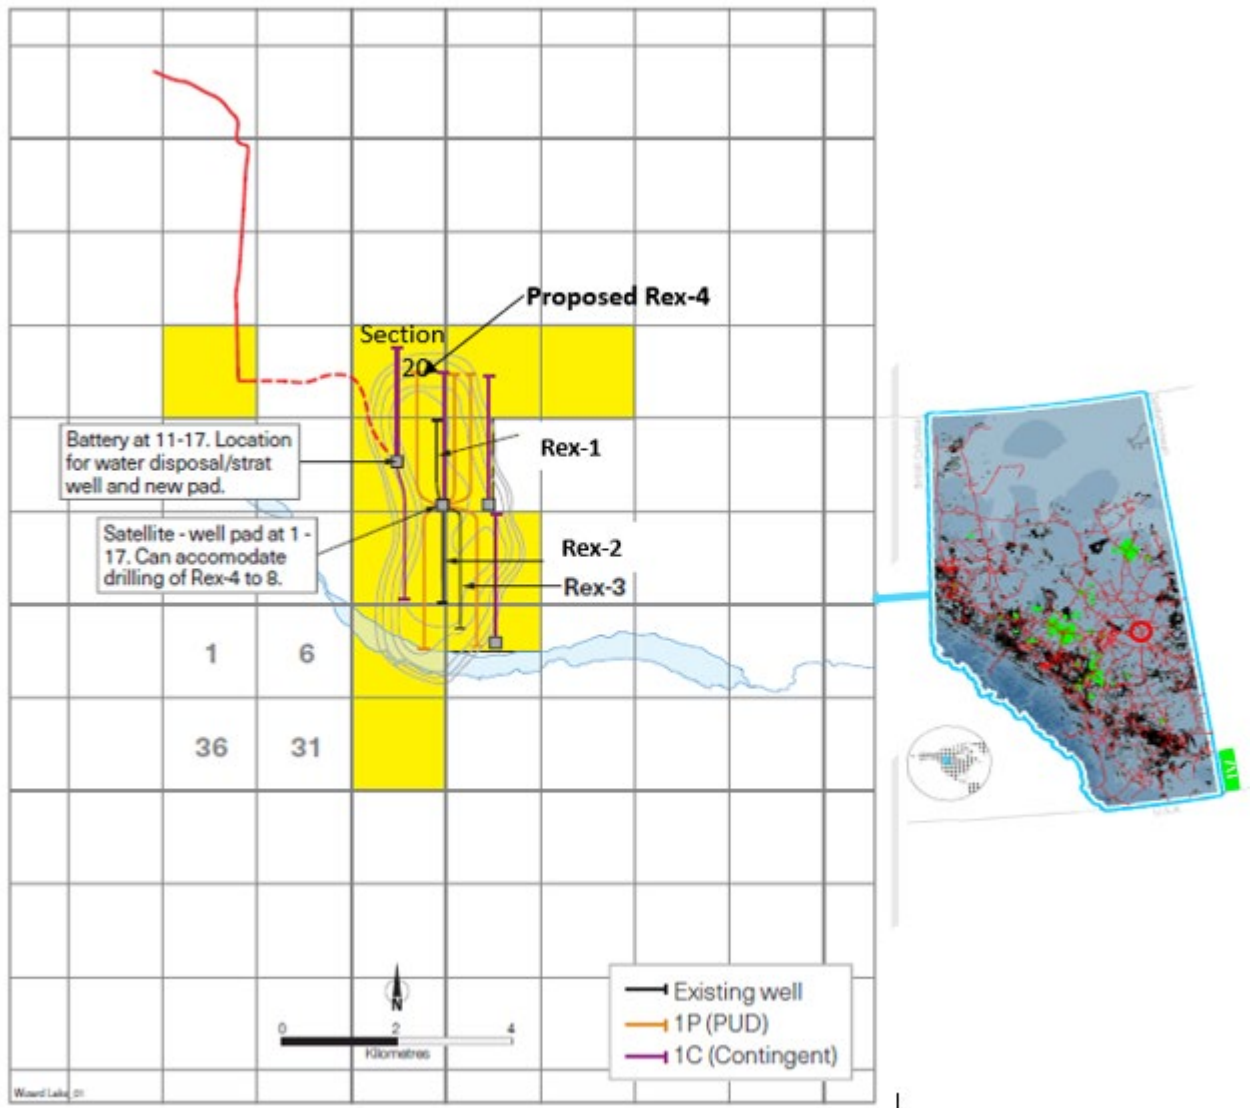 Proposed Rex-4
Section
20
Battery at 11-17. Location
for water disposal/strat
well and new pad.
Rex-1
Satellite - well pad at 1 -
17. Can accomodate
drilling of Rex-4 to 8.
Rex-2
Rex-3
1 6
36 31
N
0 2 4
Kilometres
Existing well
1P (PUD)
1C (Contingent)
Wizard Lake_01